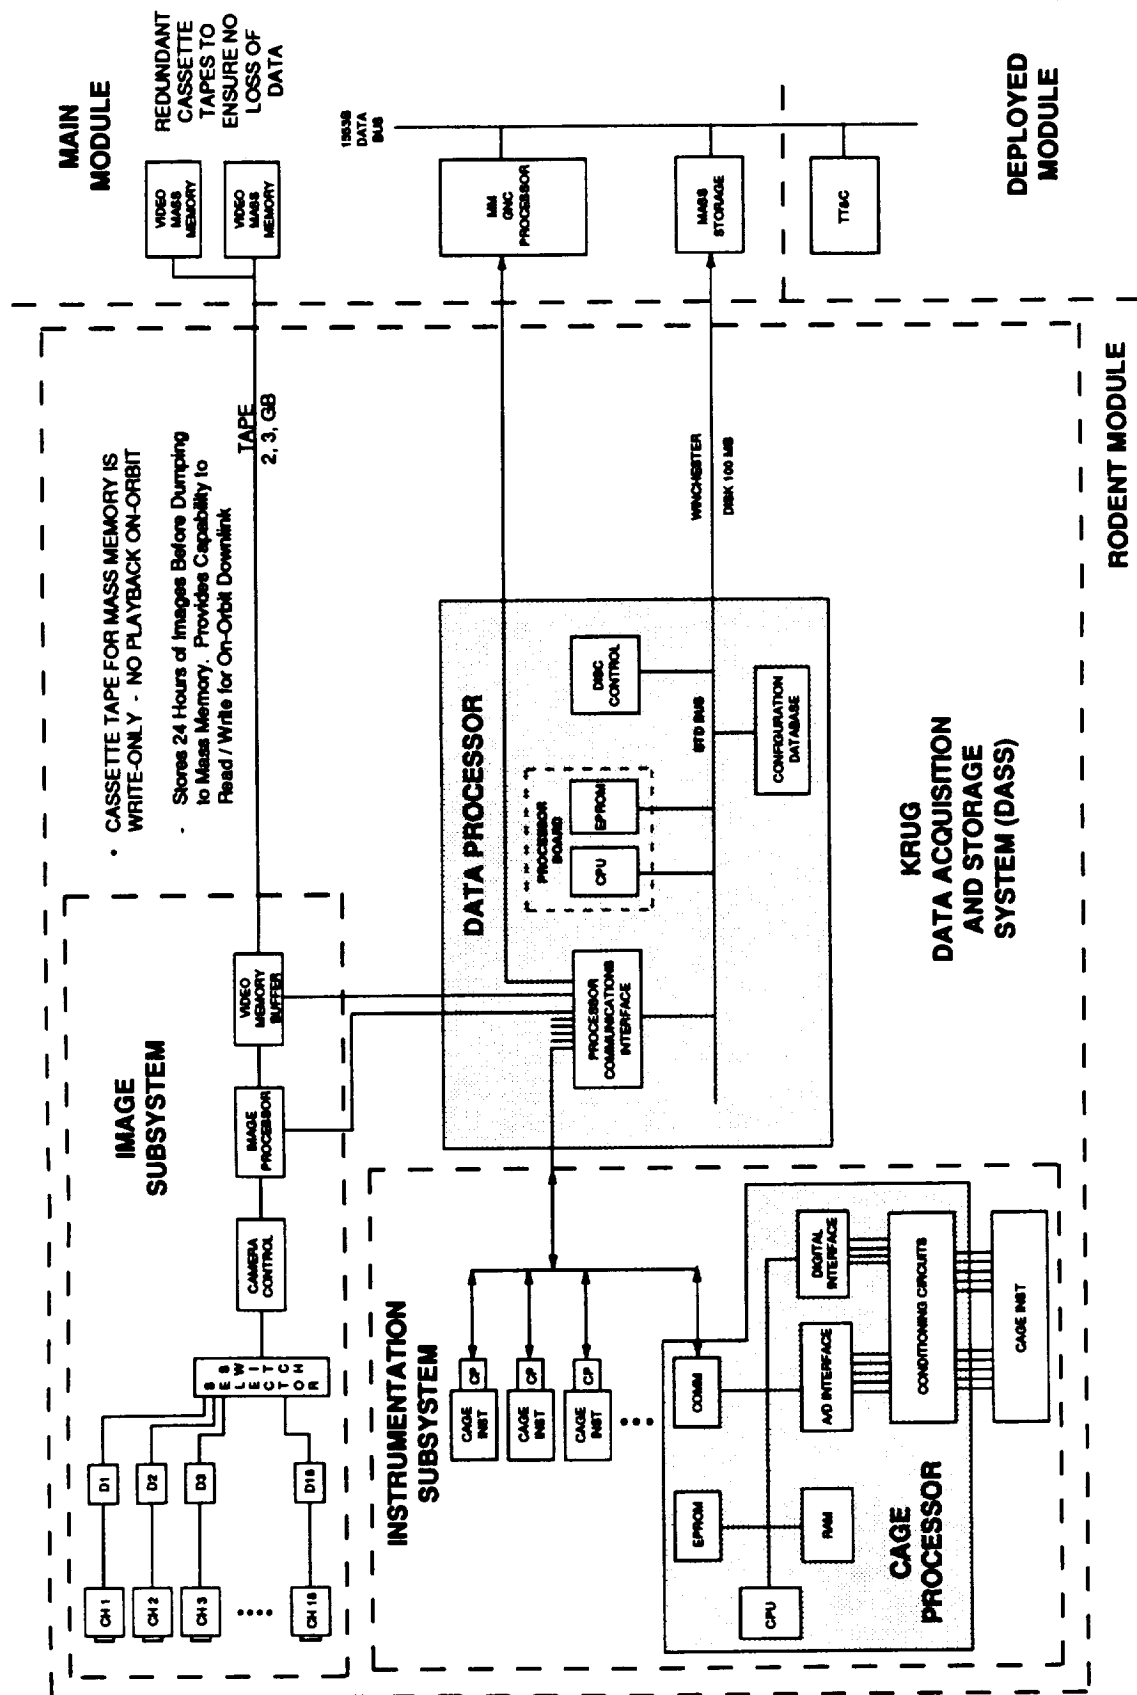 MAIN
MODULE
REDUNDANT
CASSETTE
TAPES TO
ENSURE NO
LOSS OF
DATA
VIDEO
MASS
MEMORY
VIDEO
MASS
MEMORY
1553B
DATA
BUS
MM
GNC
PROCESSOR
MASS
STORAGE
TT&C
DEPLOYED
MODULE
• CASSETTE TAPE FOR MASS MEMORY IS
WRITE-ONLY - NO PLAYBACK ON-ORBIT
- Stores 24 Hours of Images Before Dumping
to Mass Memory. Provides Capability to
Read / Write for On-Orbit Downlink
TAPE
2, 3, GB
WINCHESTER
DISK 100 MB
RODENT MODULE
IMAGE
SUBSYSTEM
CH 1
CH 2
CH 3
CH 18
D1
D2
D3
D18
SELECTOR
SWITCH
CAMERA
CONTROL
IMAGE
PROCESSOR
VIDEO
MEMORY
BUFFER
DATA PROCESSOR
PROCESSOR
COMMUNICATIONS
INTERFACE
PROCESSOR
BOARD
CPU
EPROM
DISC
CONTROL
STD BUS
CONFIGURATION
DATABASE
KRUG
DATA ACQUISITION
AND STORAGE
SYSTEM (DASS)
INSTRUMENTATION
SUBSYSTEM
CAGE
INST
CP
CAGE
INST
CP
CAGE
INST
CP
COMM
EPROM
CPU
RAM
A/D INTERFACE
DIGITAL
INTERFACE
CONDITIONING CIRCUITS
CAGE INST
CAGE
PROCESSOR